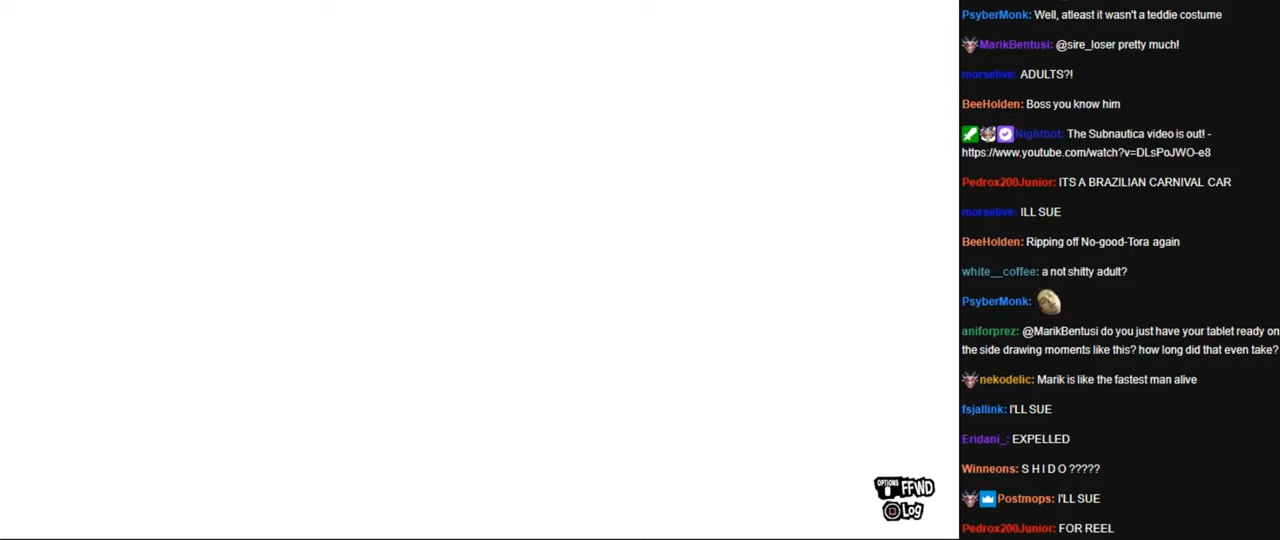 PsyberMonk: Well, atleast it wasn't a teddie costume
MarikBentusi: @sire_loser pretty much!
morselive: ADULTS?!
BeeHolden: Boss you know him
Nightbot: The Subnautica video is out! -
https://www.youtube.com/watch?v=DLsPoJWO-e8
Pedrox200Junior: ITS A BRAZILIAN CARNIVAL CAR
morselive: ILL SUE
BeeHolden: Ripping off No-good-Tora again
white__coffee: a not shitty adult?
PsyberMonk:
aniforprez: @MarikBentusi do you just have your tablet ready on
the side drawing moments like this? how long did that even take?
nekodelic: Marik is like the fastest man alive
fsjallink: I'LL SUE
Eridani_: EXPELLED
Winneons: S H I D O ?????
Postmops: I'LL SUE
Pedrox200Junior: FOR REEL
OPTIONS FFWD
Log